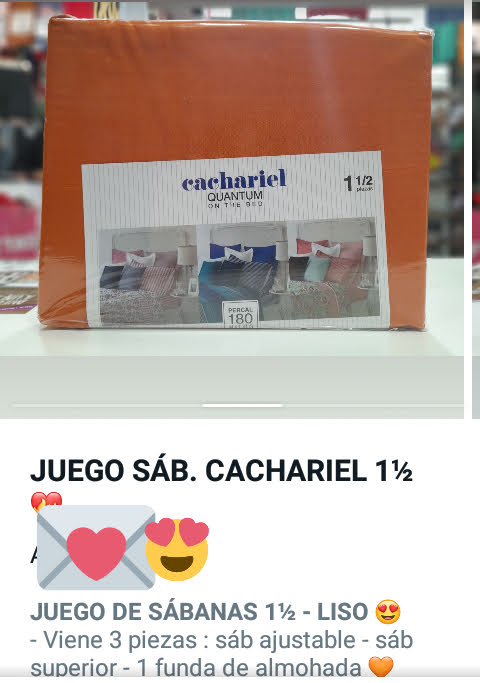 cachariel
QUANTUM
ON THE BED
1 1/2
plazas
PERCAL
180
HILOS
JUEGO SÁB. CACHARIEL 1½
❤️‍🔥
💌😍
JUEGO DE SÁBANAS 1½ - LISO 😍
- Viene 3 piezas : sáb ajustable - sáb
superior - 1 funda de almohada 🧡